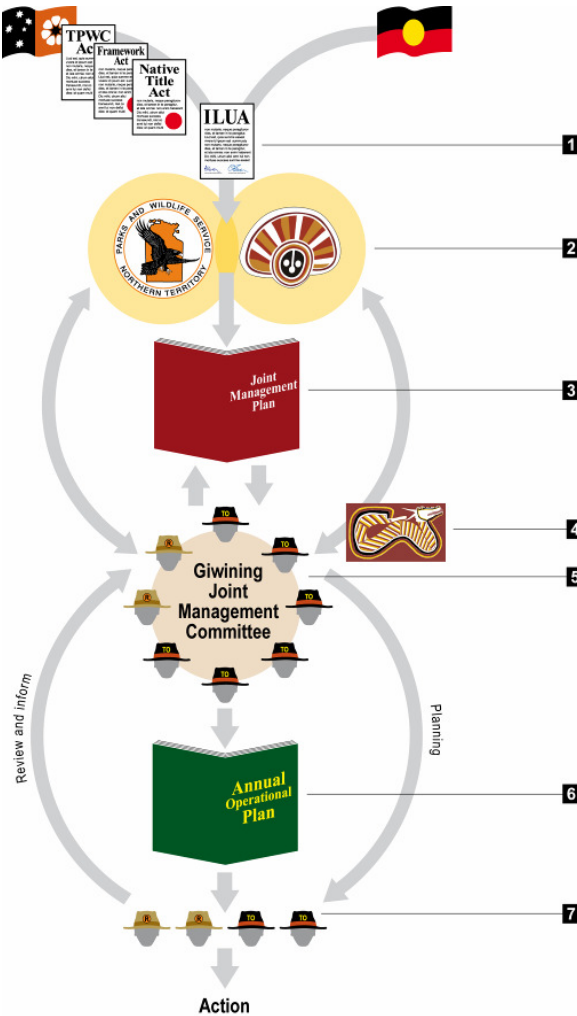 TPWC
Act
Framework
Act
Native
Title
Act
ILUA
1
PARKS AND WILDLIFE SERVICE
NORTHERN TERRITORY
2
Joint
Management
Plan
3
4
TO
R
TO
R
TO
TO
TO
TO
Giwining
Joint
Management
Committee
5
Review and inform
Planning
Annual
Operational
Plan
6
R
R
TO
TO
7
Action